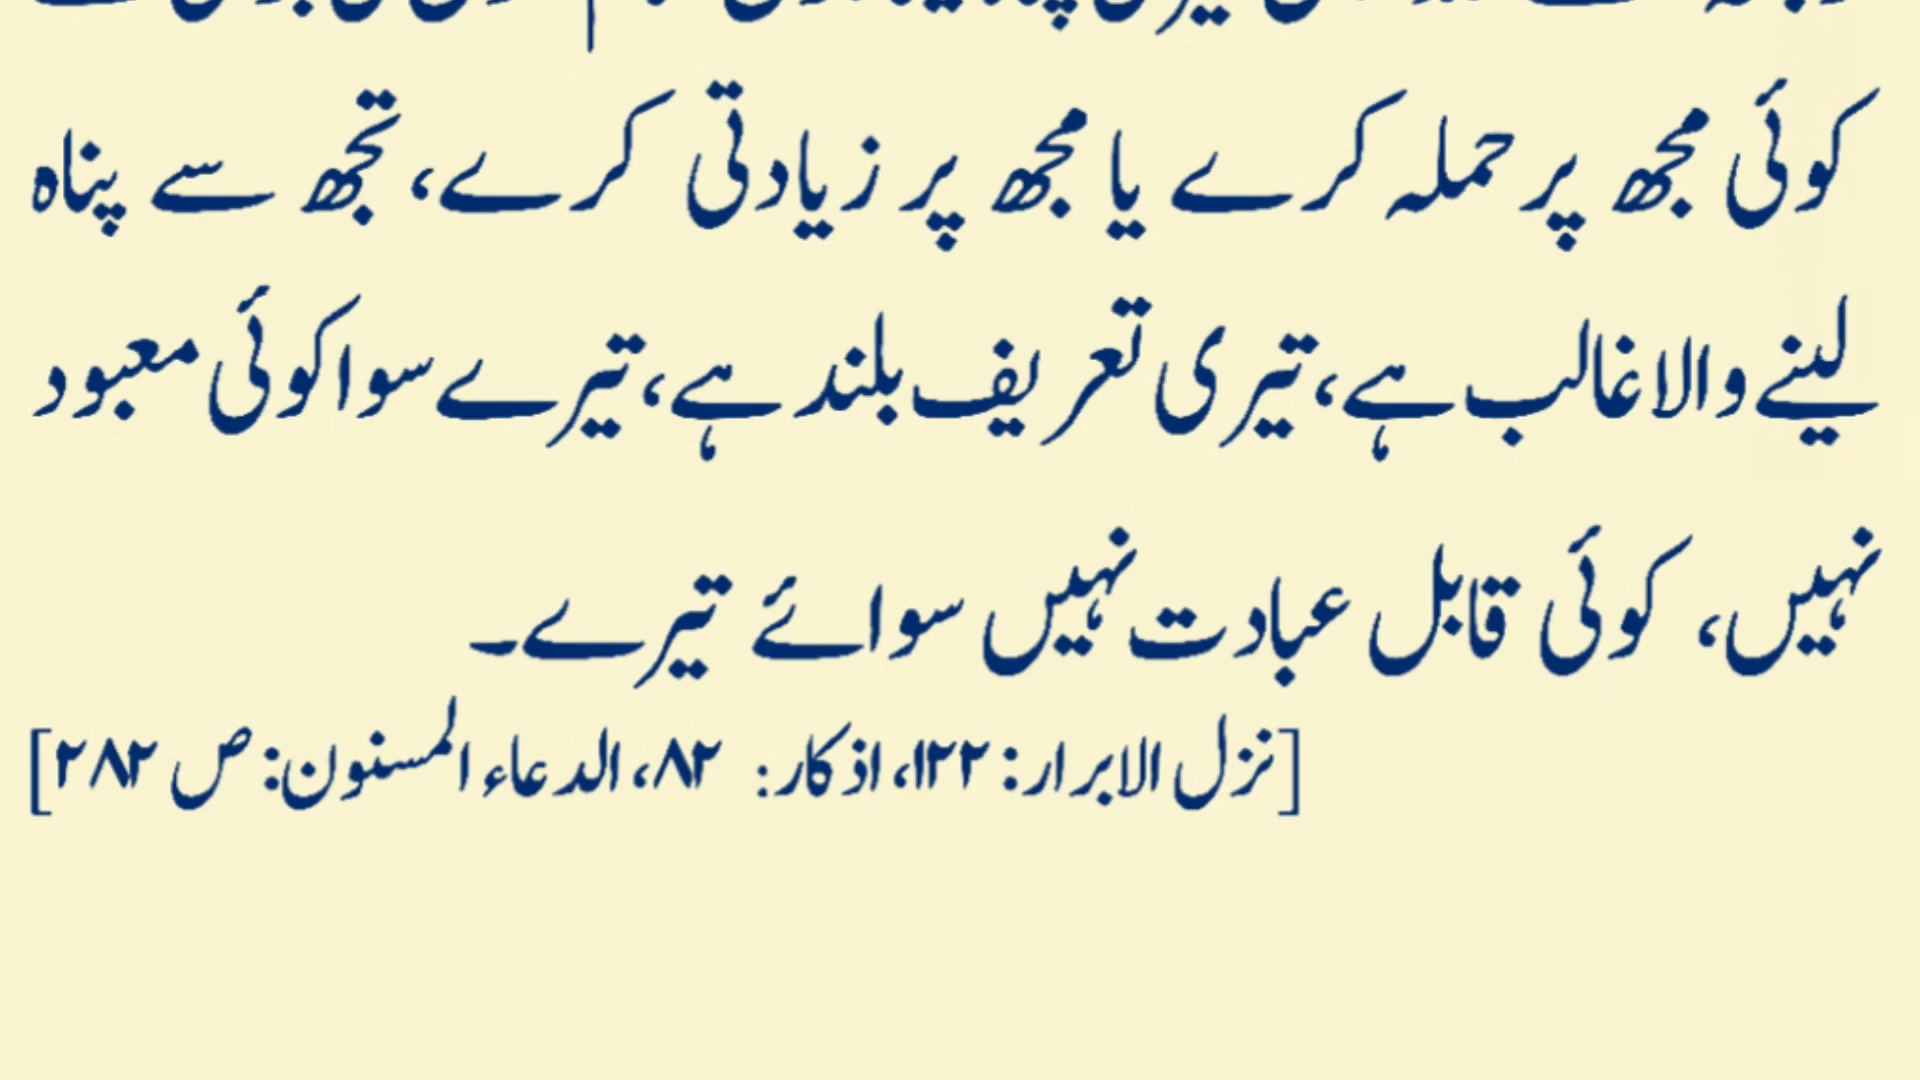 کوئی مجھ پر حملہ کرے یا مجھ پر زیادتی کرے، تجھ سے پناہ
لینے والا غالب ہے، تیری تعریف بلند ہے، تیرے سوا کوئی معبود
نہیں، کوئی قابل عبادت نہیں سوائے تیرے۔
[نزل الابرار: ۱۲۲، اذکار: ۸۲، الدعاء المسنون: ص ۲۸۲]